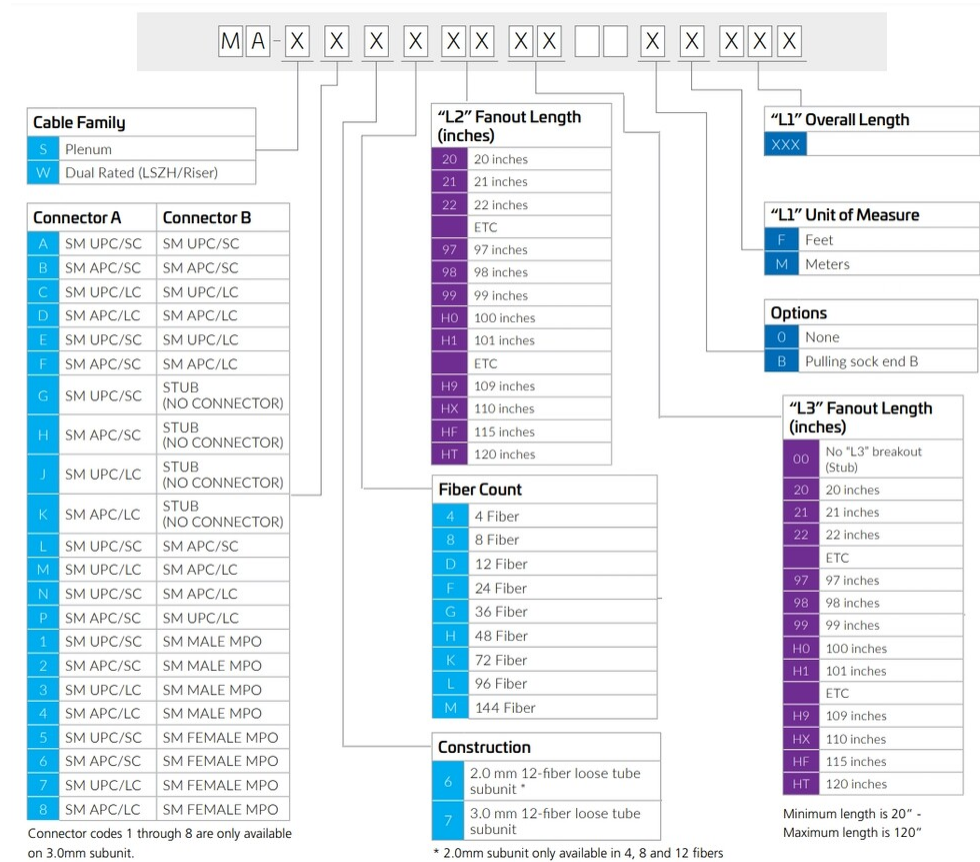 MA-XXXXXXXX XXXXX
Cable Family
S Plenum
W Dual Rated (LSZH/Riser)
Connector A Connector B
A SM UPC/SC SM UPC/SC
B SM APC/SC SM APC/SC
C SM UPC/LC SM UPC/LC
D SM APC/LC SM APC/LC
E SM UPC/SC SM UPC/LC
F SM APC/SC SM APC/LC
G SM UPC/SC STUB
(NO CONNECTOR)
H SM APC/SC STUB
(NO CONNECTOR)
J SM UPC/LC STUB
(NO CONNECTOR)
K SM APC/LC STUB
(NO CONNECTOR)
L SM UPC/SC SM APC/SC
M SM UPC/LC SM APC/LC
N SM UPC/SC SM APC/LC
P SM APC/SC SM UPC/LC
1 SM UPC/SC SM MALE MPO
2 SM APC/SC SM MALE MPO
3 SM UPC/LC SM MALE MPO
4 SM APC/LC SM MALE MPO
5 SM UPC/SC SM FEMALE MPO
6 SM APC/SC SM FEMALE MPO
7 SM UPC/LC SM FEMALE MPO
8 SM APC/LC SM FEMALE MPO
Connector codes 1 through 8 are only available
on 3.0mm subunit.
“L2” Fanout Length
(inches)
20 20 inches
21 21 inches
22 22 inches
ETC
97 97 inches
98 98 inches
99 99 inches
H0 100 inches
H1 101 inches
ETC
H9 109 inches
HX 110 inches
HF 115 inches
HT 120 inches
Fiber Count
4 4 Fiber
8 8 Fiber
D 12 Fiber
F 24 Fiber
G 36 Fiber
H 48 Fiber
K 72 Fiber
L 96 Fiber
M 144 Fiber
Construction
6 2.0 mm 12-fiber loose tube
subunit *
7 3.0 mm 12-fiber loose tube
subunit
* 2.0mm subunit only available in 4, 8 and 12 fibers
“L1” Overall Length
XXX
“L1” Unit of Measure
F Feet
M Meters
Options
0 None
B Pulling sock end B
“L3” Fanout Length
(inches)
00 No "L3" breakout
(Stub)
20 20 inches
21 21 inches
22 22 inches
ETC
97 97 inches
98 98 inches
99 99 inches
H0 100 inches
H1 101 inches
ETC
H9 109 inches
HX 110 inches
HF 115 inches
HT 120 inches
Minimum length is 20” -
Maximum length is 120”